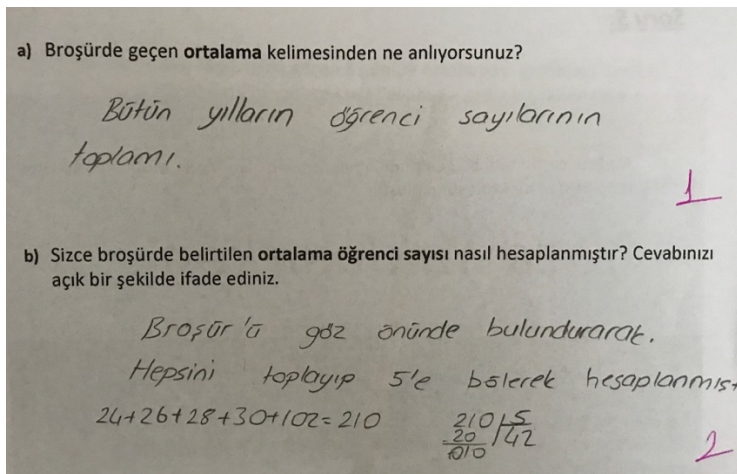 a) Broşürde geçen ortalama kelimesinden ne anlıyorsunuz?
Bütün yılların öğrenci sayılarının
toplamı.
1
b) Sizce broşürde belirtilen ortalama öğrenci sayısı nasıl hesaplanmıştır? Cevabınızı
açık bir şekilde ifade ediniz.
Broşür'ü göz önünde bulundurarak.
Hepsini toplayıp 5'e bölerek hesaplanmış
24+26+28+30+102=210
210 5
20 42
010
2